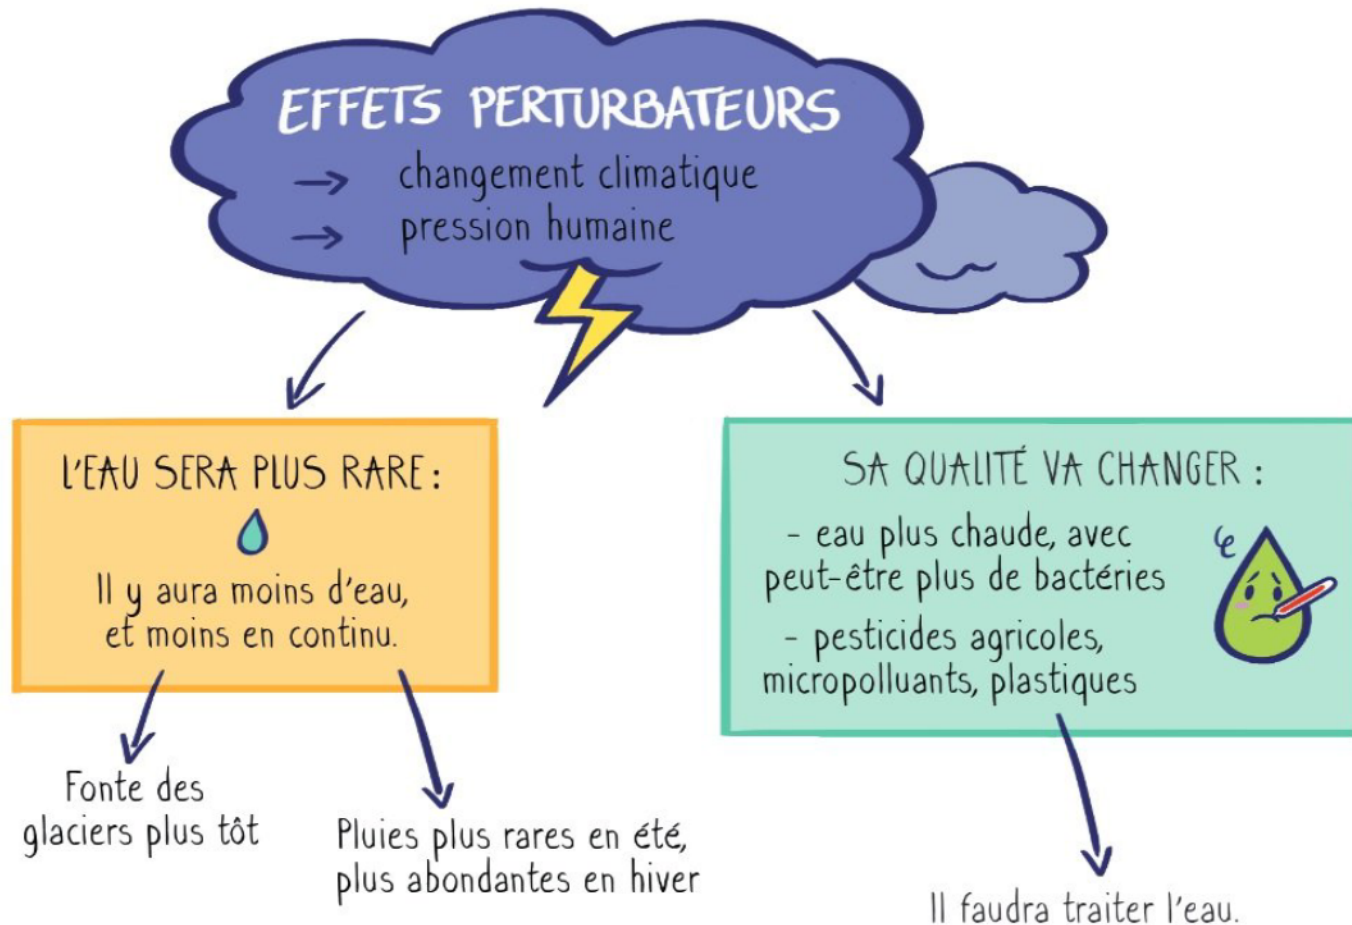 EFFETS PERTURBATEURS
→ changement climatique
→ pression humaine
L'EAU SERA PLUS RARE :
Il y aura moins d'eau,
et moins en continu.
Fonte des
glaciers plus tôt
Pluies plus rares en été,
plus abondantes en hiver
SA QUALITÉ VA CHANGER :
- eau plus chaude, avec
peut-être plus de bactéries
- pesticides agricoles,
micropolluants, plastiques
Il faudra traiter l'eau.